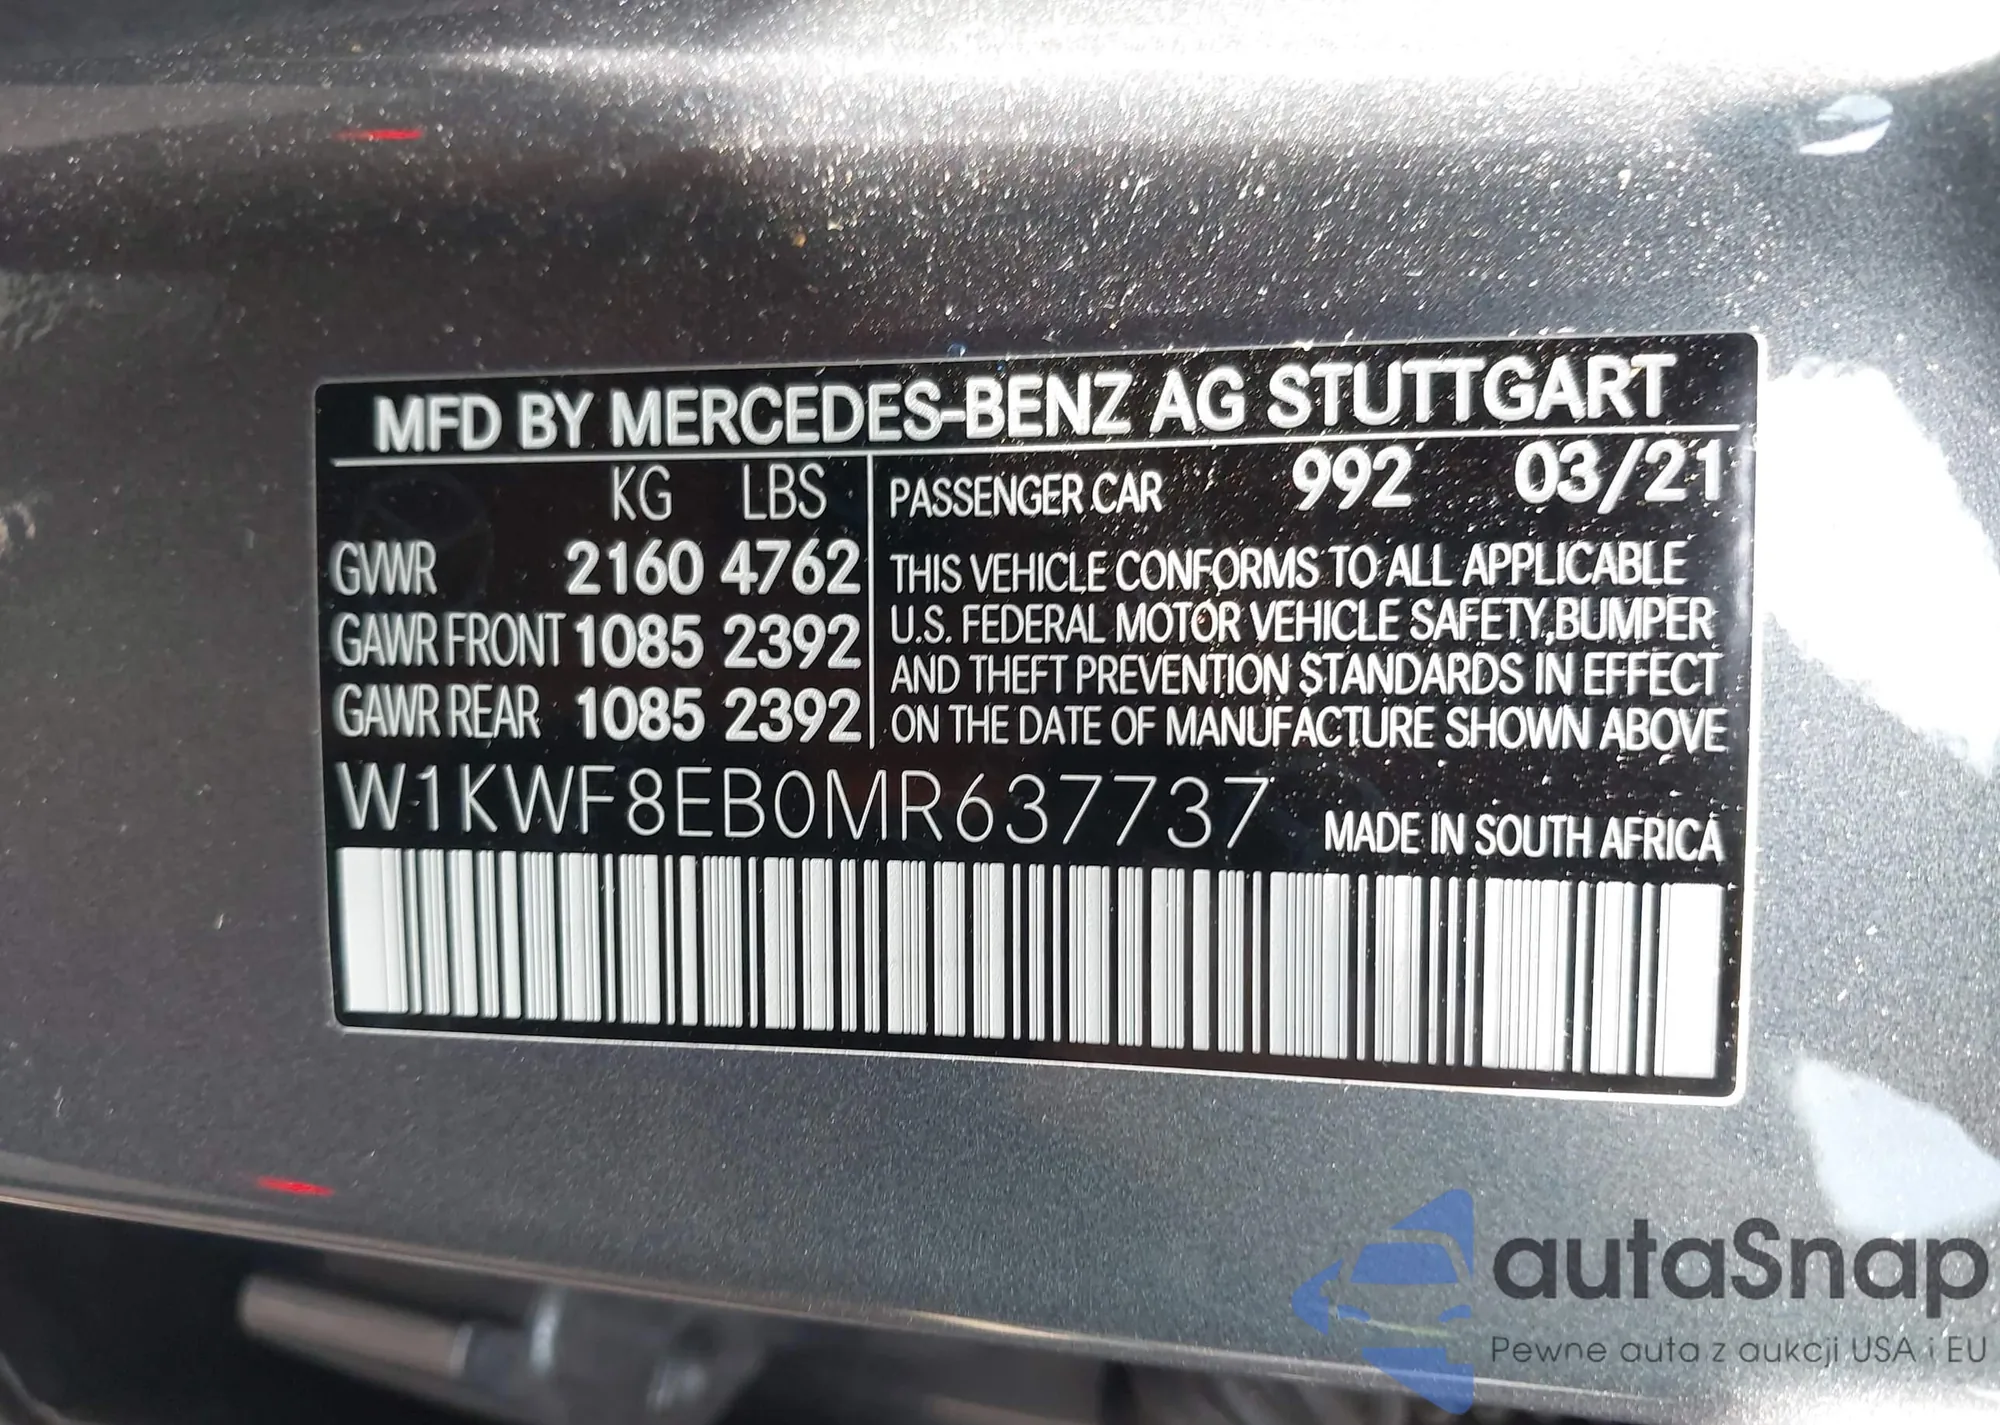 MFD BY MERCEDES-BENZ AG STUTTGART
KG LBS
GVWR 2160 4762
GAWR FRONT 1085 2392
GAWR REAR 1085 2392
PASSENGER CAR 992 03/21
THIS VEHICLE CONFORMS TO ALL APPLICABLE
U.S. FEDERAL MOTOR VEHICLE SAFETY, BUMPER
AND THEFT PREVENTION STANDARDS IN EFFECT
ON THE DATE OF MANUFACTURE SHOWN ABOVE
W1KWF8EB0MR637737
MADE IN SOUTH AFRICA
autaSnap
Pewne auta z aukcji USA i EU